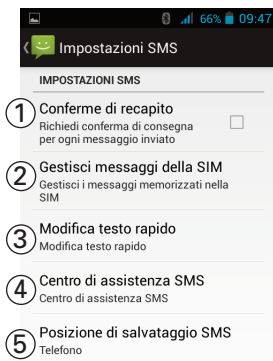 66% 09:47
Impostazioni SMS
IMPOSTAZIONI SMS
1 Conferme di recapito
Richiedi conferma di consegna
per ogni messaggio inviato
2 Gestisci messaggi della SIM
Gestisci i messaggi memorizzati nella
SIM
3 Modifica testo rapido
Modifica testo rapido
4 Centro di assistenza SMS
Centro di assistenza SMS
5 Posizione di salvataggio SMS
Telefono